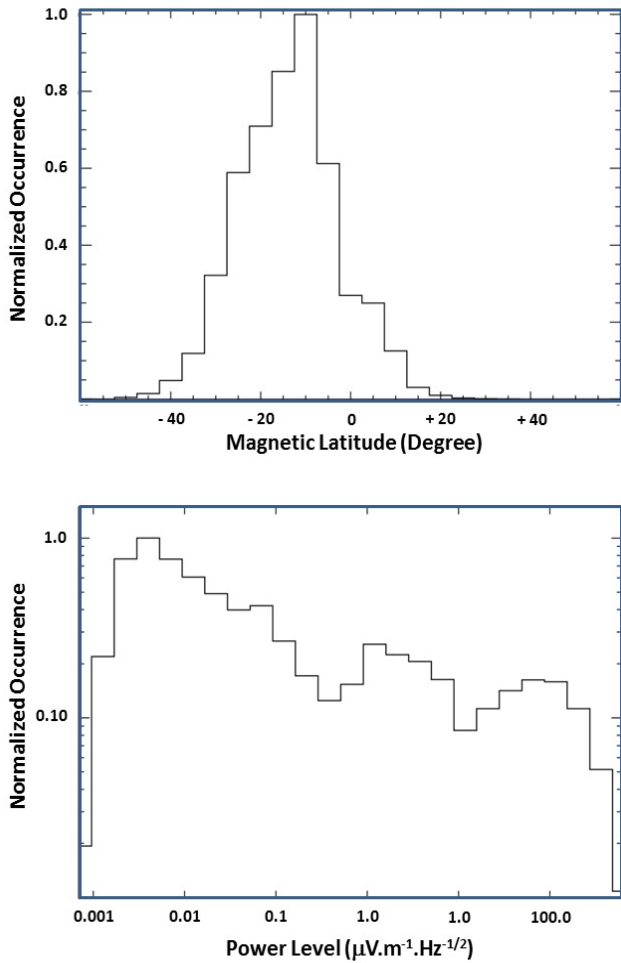 1.0
0.8
0.6
0.4
0.2
Normalized Occurrence
- 40 - 20 0 + 20 + 40
Magnetic Latitude (Degree)
1.0
0.10
Normalized Occurrence
0.001 0.01 0.1 1.0 1.0 100.0
Power Level (μV.m⁻¹.Hz⁻¹/²)